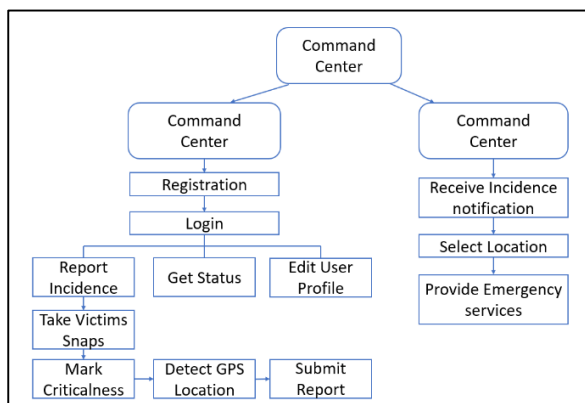 Command
Center
Command
Center
Command
Center
Registration
Receive Incidence
notification
Login
Select Location
Report
Incidence
Get Status
Edit User
Profile
Provide Emergency
services
Take Victims
Snaps
Mark
Criticalness
Detect GPS
Location
Submit
Report